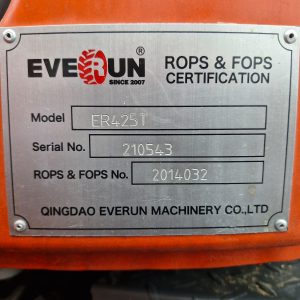 EVERUN®
SINCE 2007
ROPS & FOPS
CERTIFICATION
Model ER425T
Serial No. 210543
ROPS & FOPS No. 2014032
QINGDAO EVERUN MACHINERY CO.,LTD